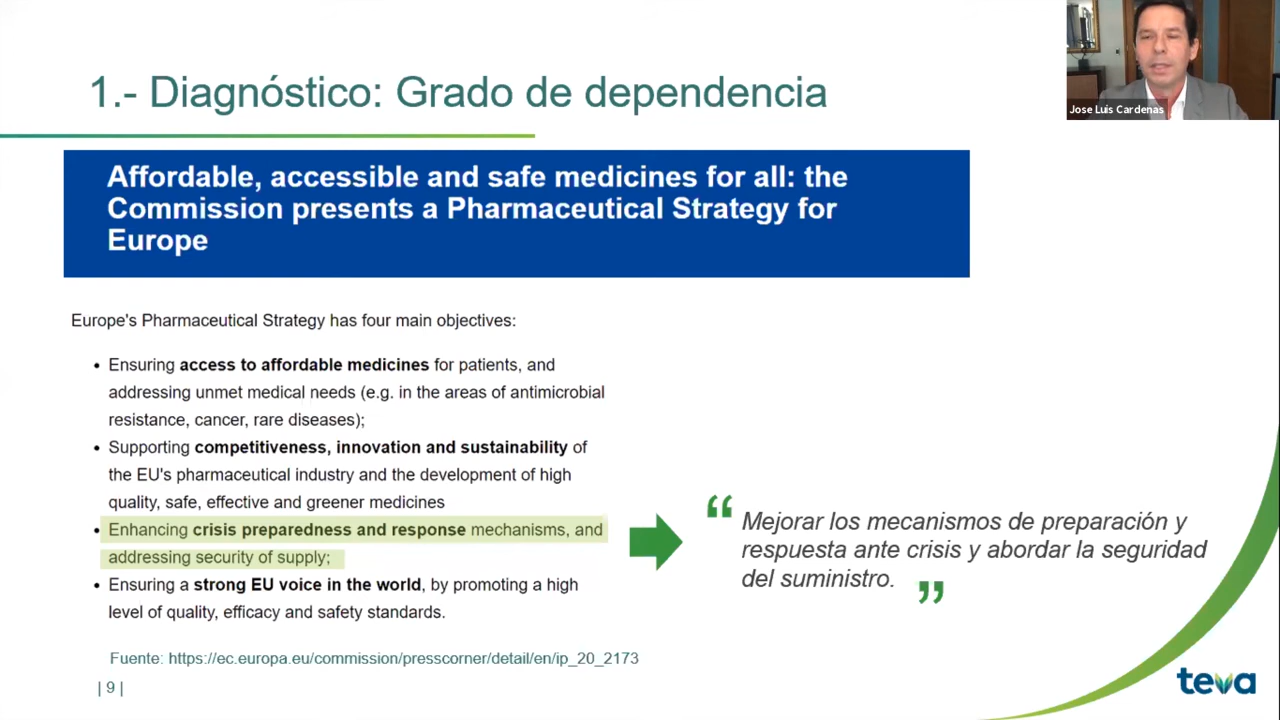 1.- Diagnóstico: Grado de dependencia
Jose Luis Cardenas
Affordable, accessible and safe medicines for all: the
Commission presents a Pharmaceutical Strategy for
Europe
Europe's Pharmaceutical Strategy has four main objectives:
• Ensuring access to affordable medicines for patients, and
addressing unmet medical needs (e.g. in the areas of antimicrobial
resistance, cancer, rare diseases);
• Supporting competitiveness, innovation and sustainability of
the EU's pharmaceutical industry and the development of high
quality, safe, effective and greener medicines
• Enhancing crisis preparedness and response mechanisms, and
addressing security of supply;
• Ensuring a strong EU voice in the world, by promoting a high
level of quality, efficacy and safety standards.
“Mejorar los mecanismos de preparación y
respuesta ante crisis y abordar la seguridad
del suministro.”
Fuente: https://ec.europa.eu/commission/presscorner/detail/en/ip_20_2173
| 9 |
teva